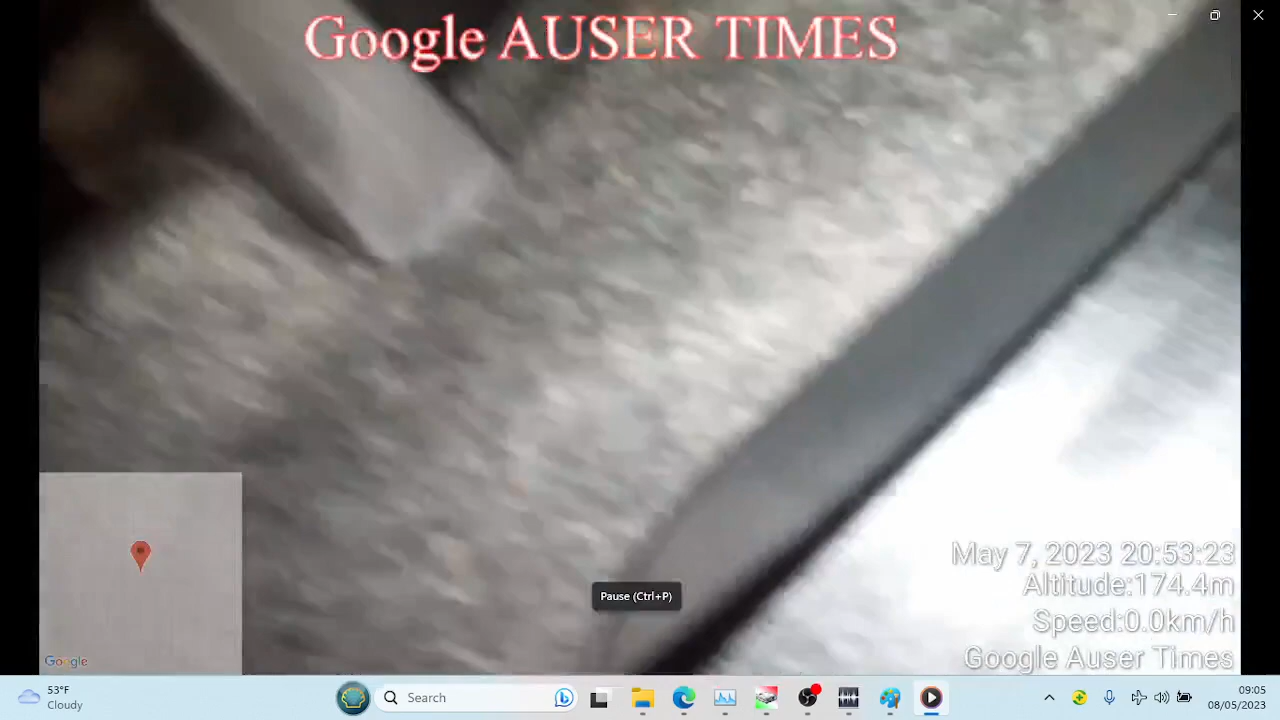 Google AUSER TIMES
Pause (Ctrl+P)
May 7, 2023 20:53:23
Altitude:174.4m
Speed:0.0km/h
Google Auser Times
Google
53°F
Cloudy
Search
09:05
08/05/2023